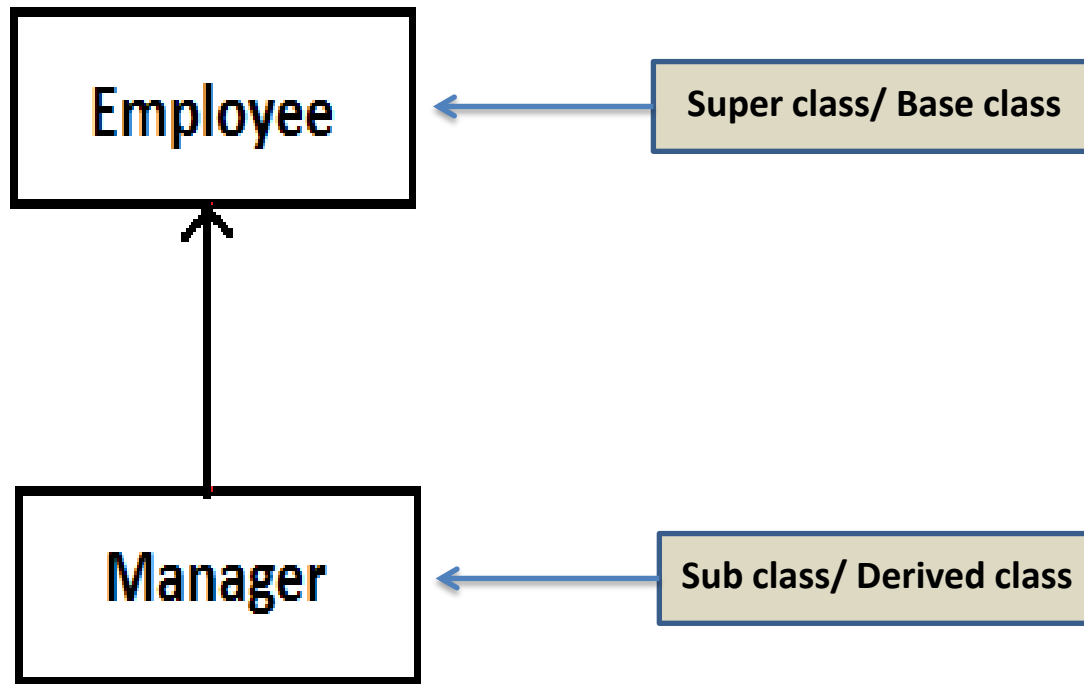 Employee
Super class/ Base class
Manager
Sub class/ Derived class